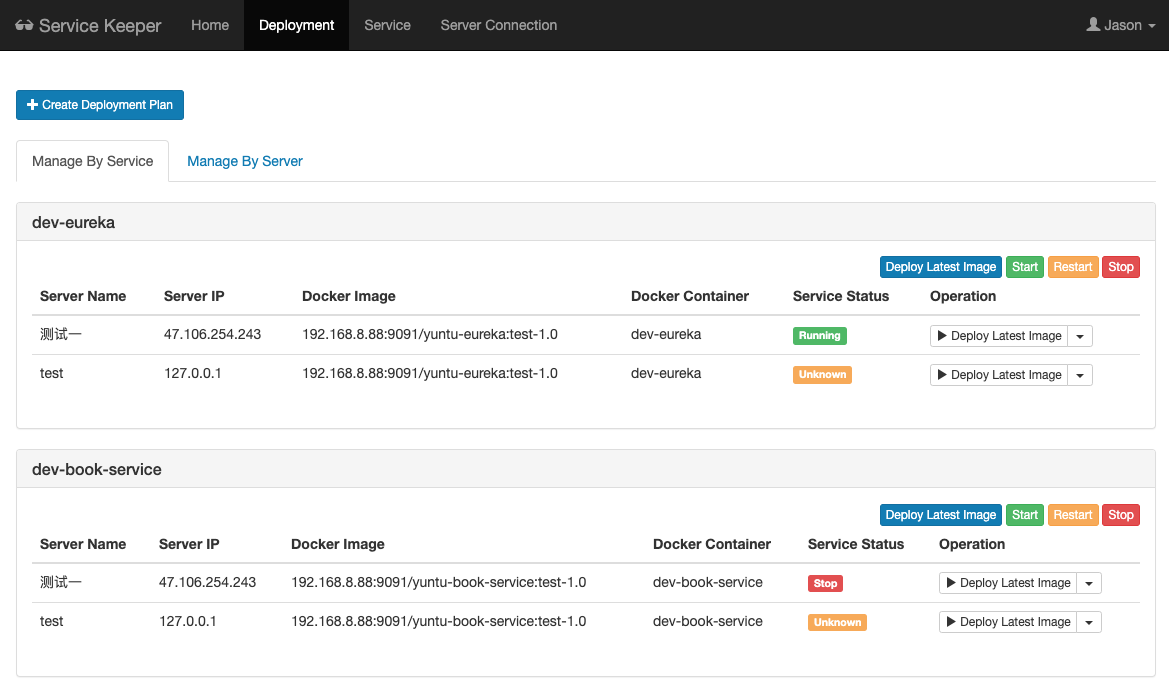 Service Keeper Home Deployment Service Server Connection Jason
Create Deployment Plan
Manage By Service Manage By Server
dev-eureka
Deploy Latest Image Start Restart Stop
Server Name Server IP Docker Image Docker Container Service Status Operation
测试一 47.106.254.243 192.168.8.88:9091/yuntu-eureka:test-1.0 dev-eureka Running Deploy Latest Image
test 127.0.0.1 192.168.8.88:9091/yuntu-eureka:test-1.0 dev-eureka Unknown Deploy Latest Image
dev-book-service
Deploy Latest Image Start Restart Stop
Server Name Server IP Docker Image Docker Container Service Status Operation
测试一 47.106.254.243 192.168.8.88:9091/yuntu-book-service:test-1.0 dev-book-service Stop Deploy Latest Image
test 127.0.0.1 192.168.8.88:9091/yuntu-book-service:test-1.0 dev-book-service Unknown Deploy Latest Image